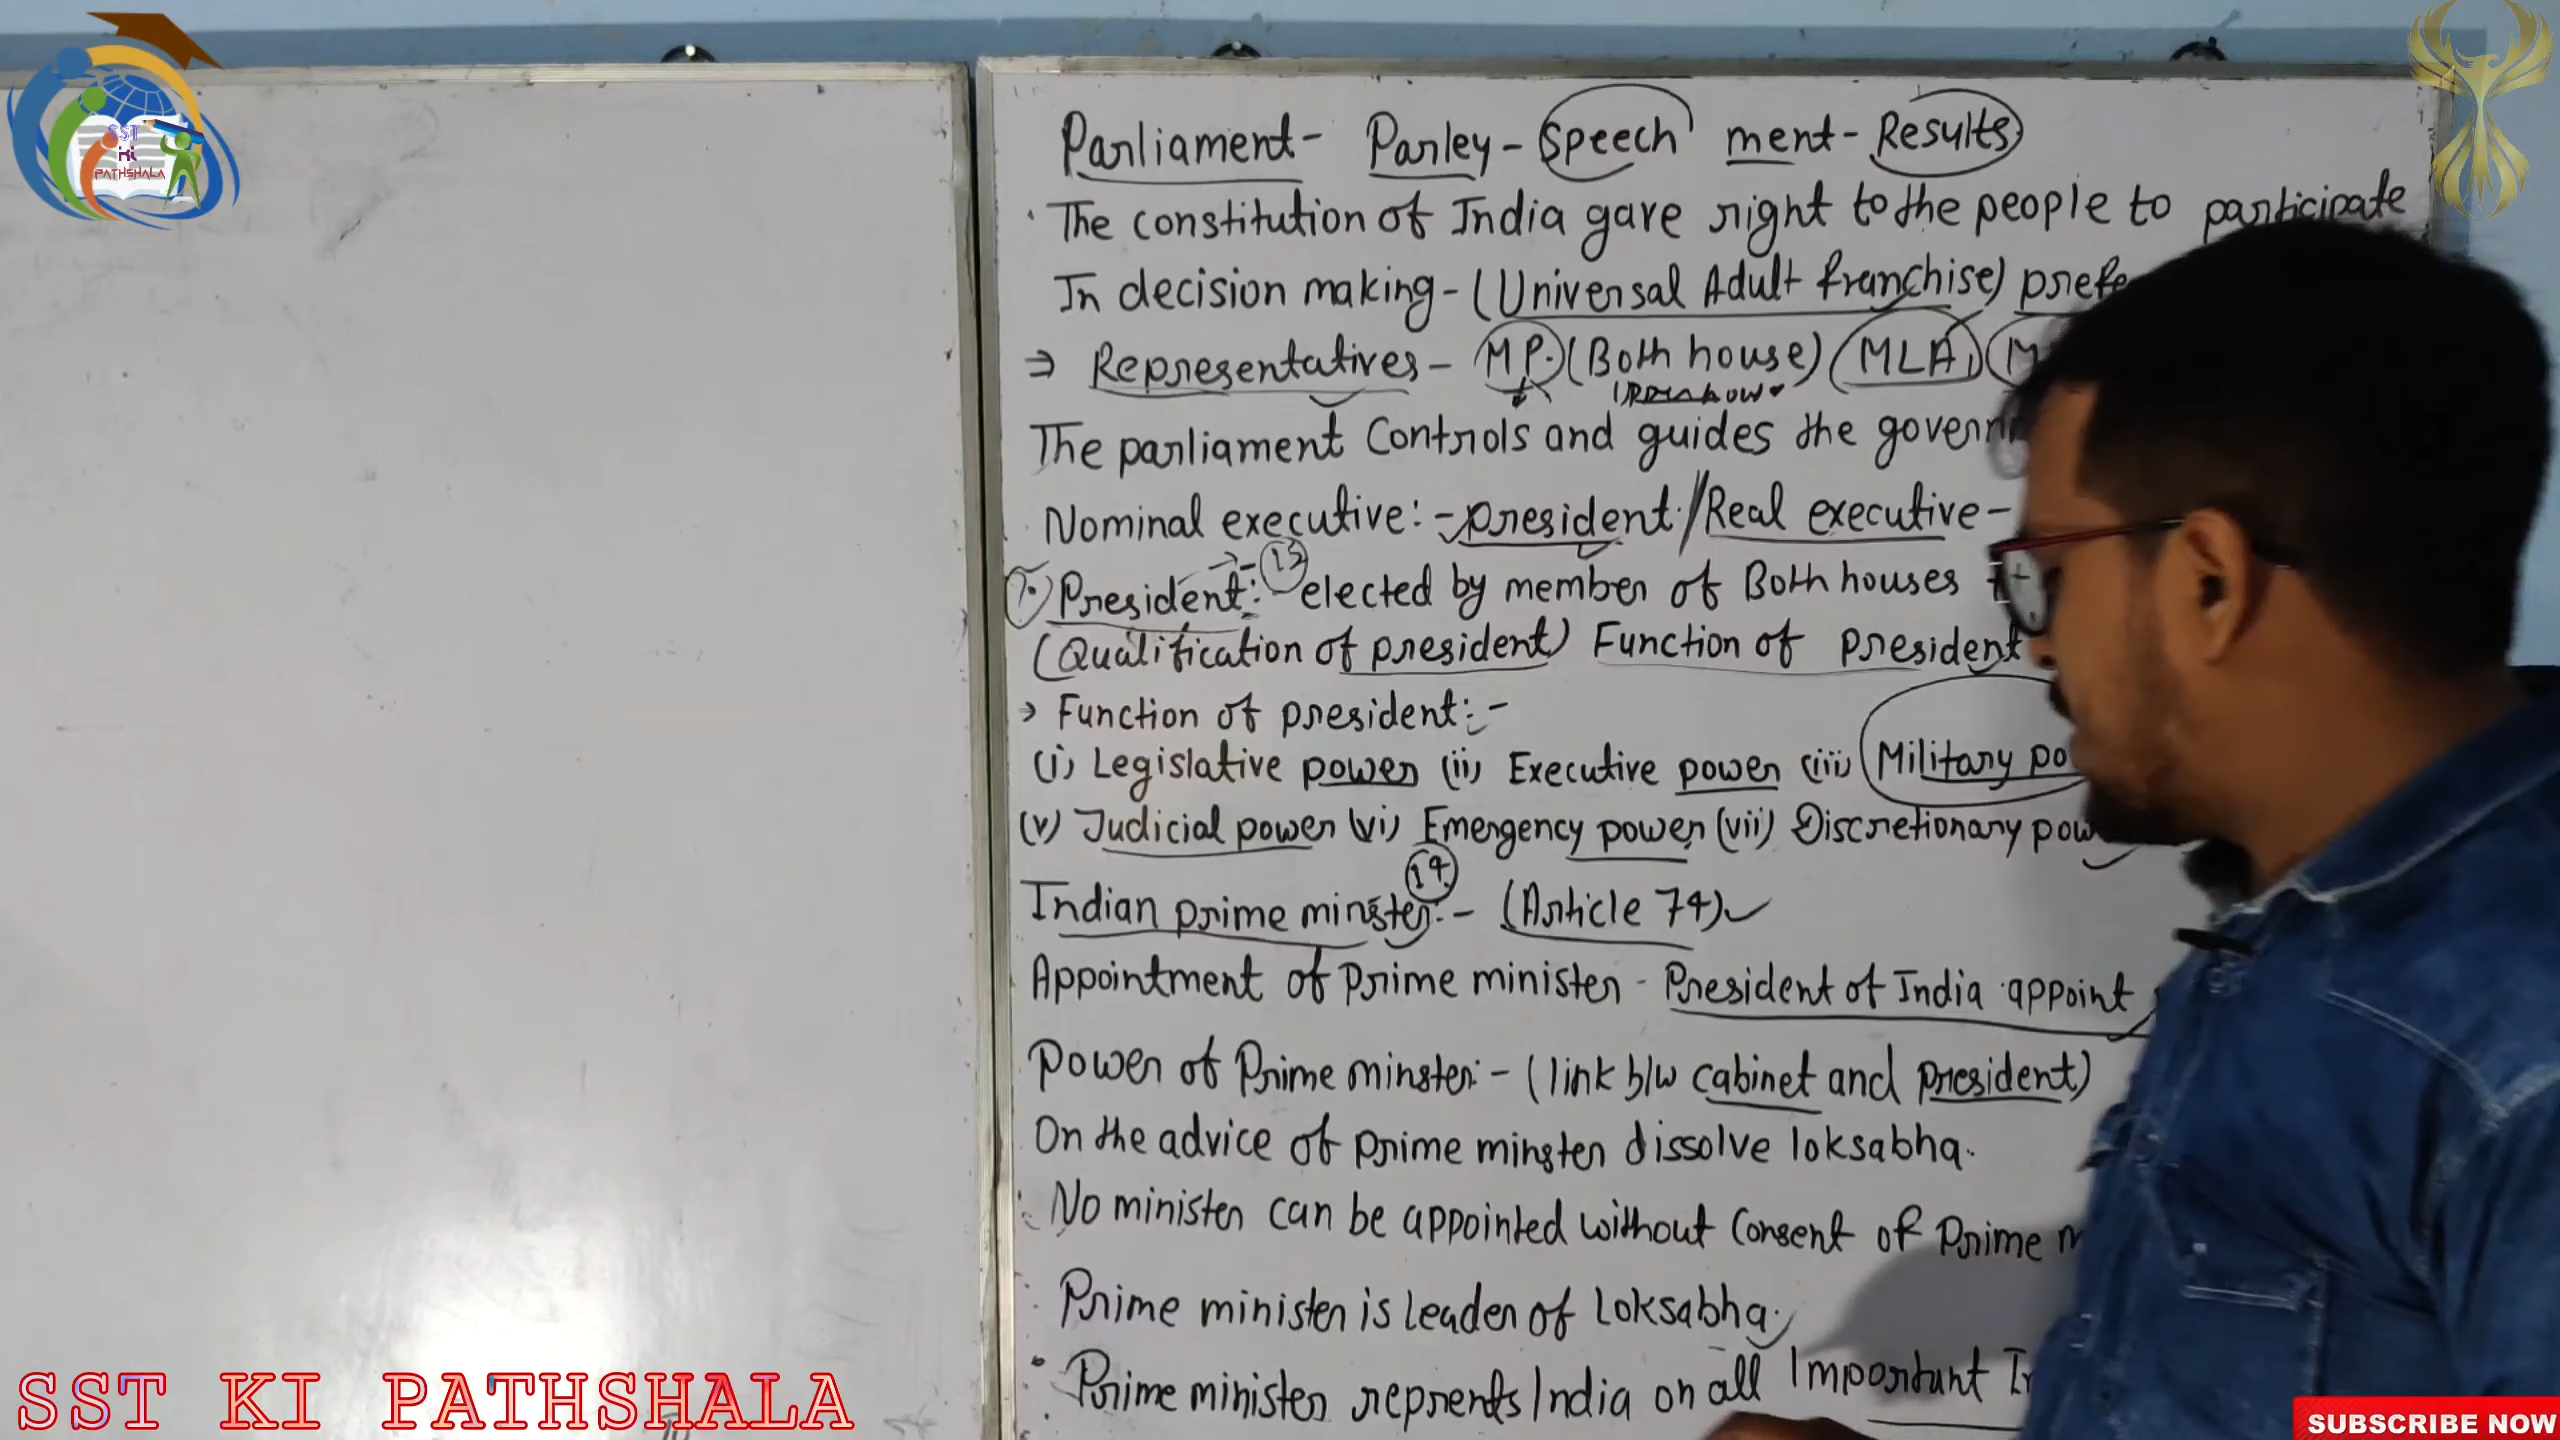 SST
Ki
PATHSHALA
Parliament- Parley - Speech ment - Results
The constitution of India gave right to the people to participate
In decision making - (Universal Adult franchise)
⇒ Representatives - MP. (Both house) MLA,
The parliament Controls and guides the
Nominal executive: - president / Real executive -
President: - 15 elected by member of Both houses
(Qualification of president) Function of president
→ Function of president: -
(i) Legislative power (ii) Executive power (iii) Military
(v) Judicial power (vi) Emergency power (vii) Discretionary
Indian prime minster: - (Article 74)
Appointment of Prime minister - President of India appoint
Power of Prime minster: - (link b/w cabinet and president)
On the advice of Prime minster dissolve loksabha.
No minister can be appointed without Consent of Prime
Prime minister is leader of loksabha.
Prime minister reprents India on all Important
SST KI PATHSHALA
SUBSCRIBE NOW